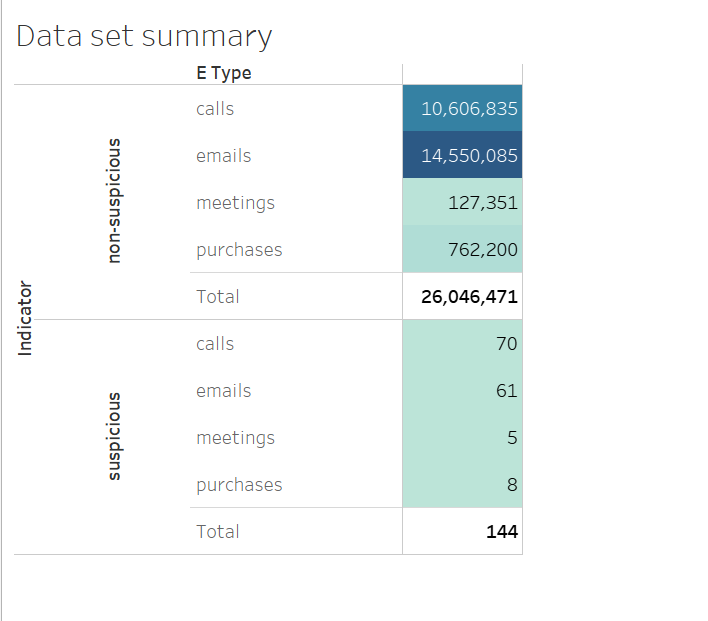 Data set summary
E Type
Indicator
non-suspicious
calls 10,606,835
emails 14,550,085
meetings 127,351
purchases 762,200
Total 26,046,471
suspicious
calls 70
emails 61
meetings 5
purchases 8
Total 144